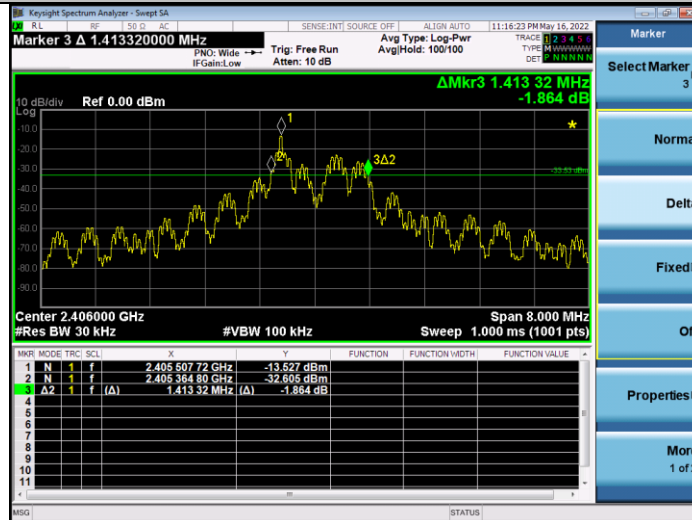 Keysight Spectrum Analyzer - Swept SA
RL RF 50 Ω AC SENSE:INT SOURCE OFF ALIGN AUTO 11:16:23 PM May 16, 2022
Marker 3 Δ 1.413320000 MHz
PNO: Wide
IFGain:Low
Trig: Free Run
Atten: 10 dB
Avg Type: Log-Pwr
Avg|Hold: 100/100
TRACE 1 2 3 4 5 6
TYPE M WWWWW
DET P N N N N N
ΔMkr3 1.413 32 MHz
-1.864 dB
10 dB/div Ref 0.00 dBm
Log
-10.0
-20.0
-30.0
-40.0
-50.0
-60.0
-70.0
-80.0
-90.0
1
2
3Δ2
-33.53 dBm
Center 2.406000 GHz Span 8.000 MHz
#Res BW 30 kHz #VBW 100 kHz Sweep 1.000 ms (1001 pts)
MKR MODE TRC SCL X Y FUNCTION FUNCTION WIDTH FUNCTION VALUE
1 N 1 f 2.405 507 72 GHz -13.527 dBm
2 N 1 f 2.405 364 80 GHz -32.605 dBm
3 Δ2 1 f (Δ) 1.413 32 MHz (Δ) -1.864 dB
4
5
6
7
8
9
10
11
MSG STATUS
Marker
Select Marker
3
Norma
Delt
Fixed
O
Properties
Mor
1 of